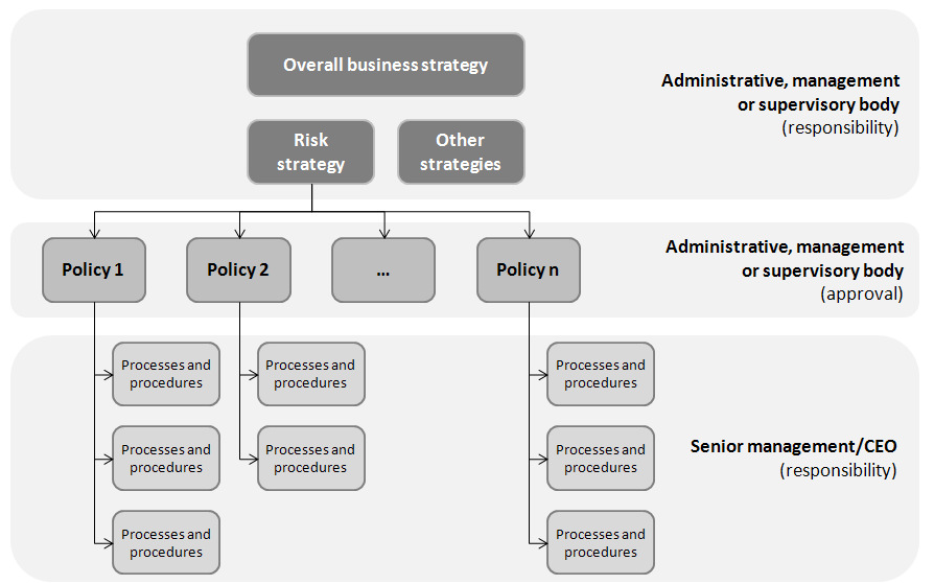 Overall business strategy
Administrative, management
or supervisory body
(responsibility)
Risk
strategy
Other
strategies
Policy 1
Policy 2
...
Policy n
Administrative, management
or supervisory body
(approval)
Processes and
procedures
Processes and
procedures
Processes and
procedures
Processes and
procedures
Processes and
procedures
Processes and
procedures
Senior management/CEO
(responsibility)
Processes and
procedures
Processes and
procedures